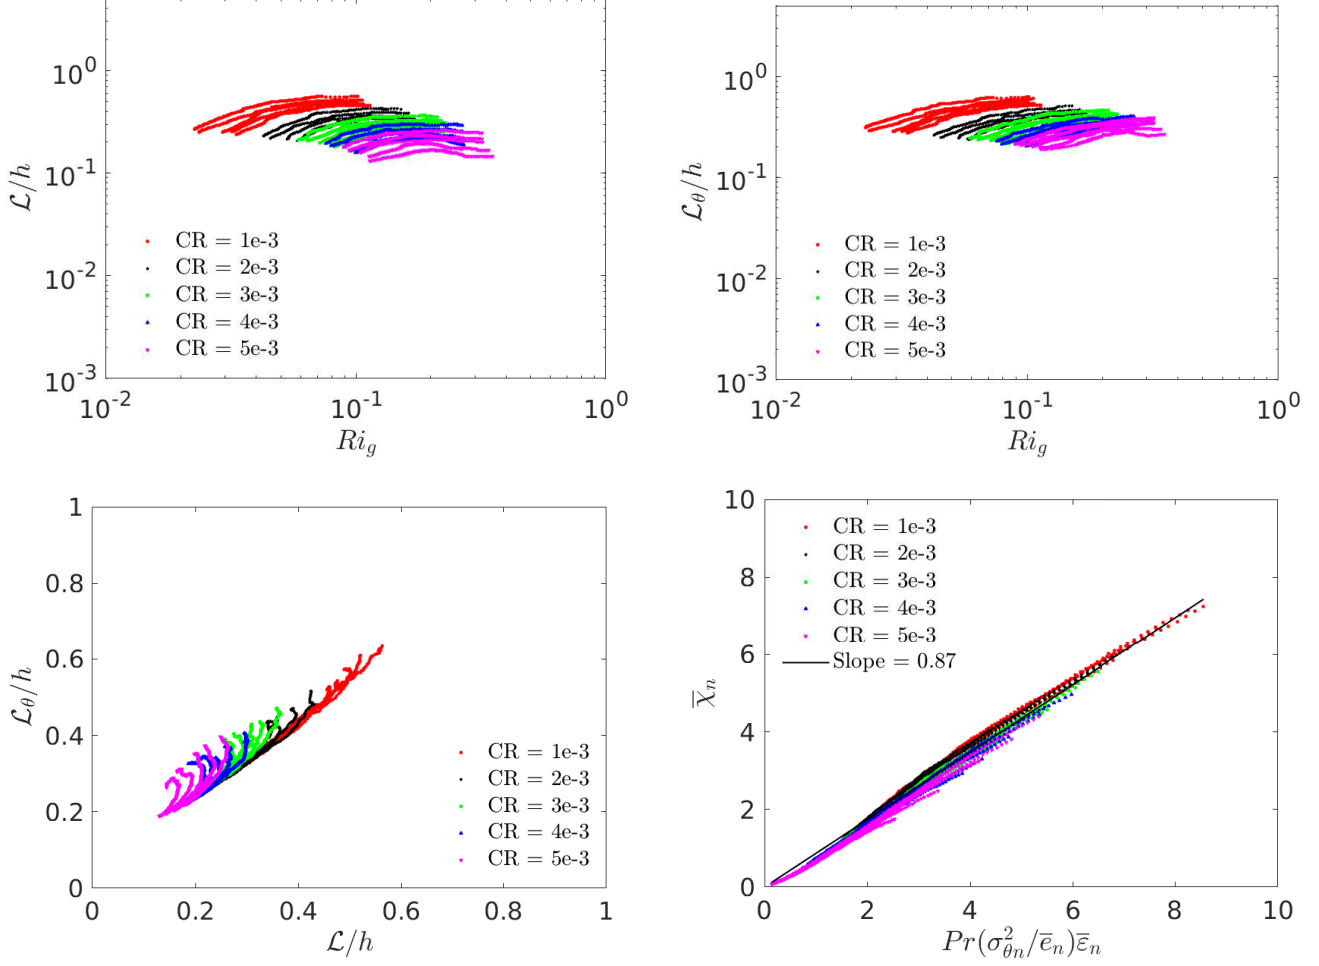 10^0
10^-1
10^-2
10^-3
10^-2
10^-1
10^0
ℒ/h
Ri_g
CR = 1e-3
CR = 2e-3
CR = 3e-3
CR = 4e-3
CR = 5e-3
10^0
10^-1
10^-2
10^-3
10^-2
10^-1
10^0
ℒ_θ/h
Ri_g
CR = 1e-3
CR = 2e-3
CR = 3e-3
CR = 4e-3
CR = 5e-3
1
0.8
0.6
0.4
0.2
0
0
0.2
0.4
0.6
0.8
1
ℒ_θ/h
ℒ/h
CR = 1e-3
CR = 2e-3
CR = 3e-3
CR = 4e-3
CR = 5e-3
10
8
6
4
2
0
0
2
4
6
8
10
χ̅_n
Pr(σ²_θn/e̅_n)ε̅_n
CR = 1e-3
CR = 2e-3
CR = 3e-3
CR = 4e-3
CR = 5e-3
Slope = 0.87